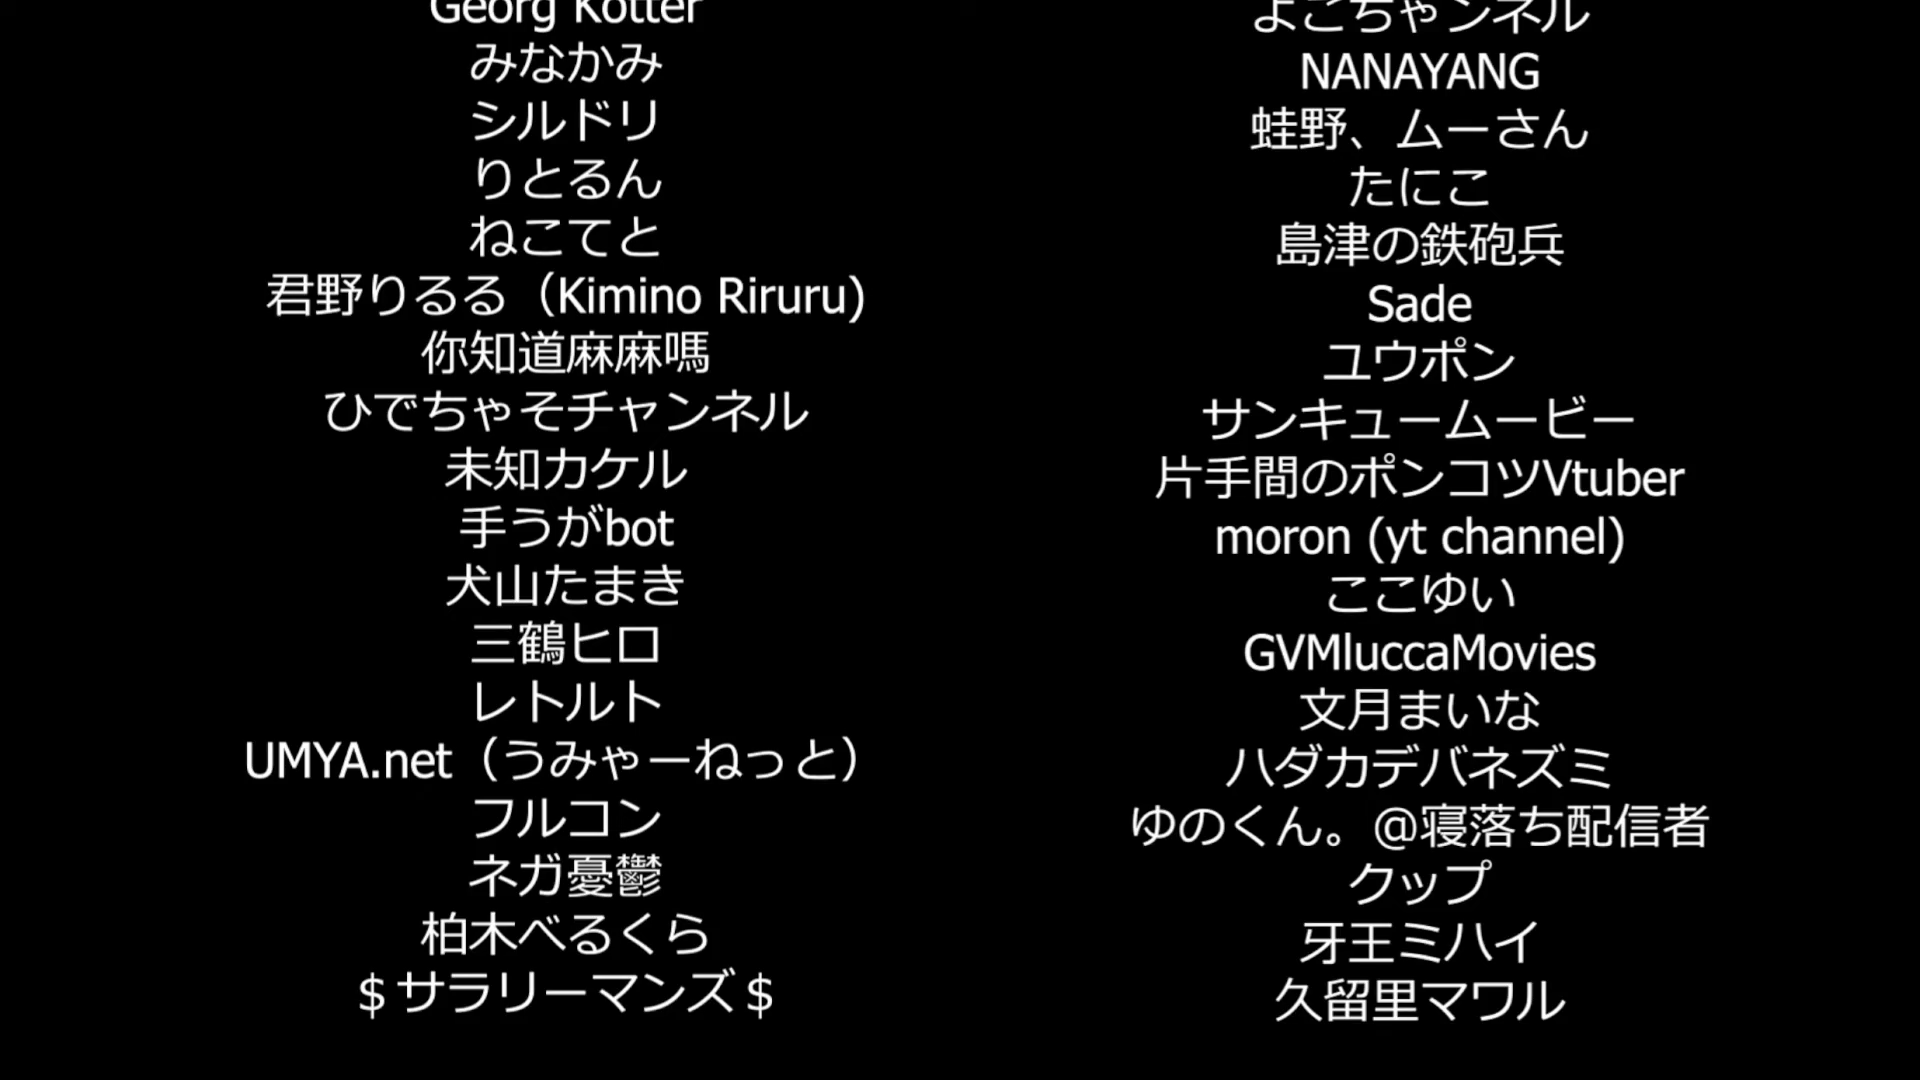 Georg Kotter
みなかみ
シルドリ
りとるん
ねこてと
君野りるる（Kimino Riruru)
你知道麻麻嗎
ひでちゃそチャンネル
未知カケル
手うがbot
犬山たまき
三鶴ヒロ
レトルト
UMYA.net（うみゃーねっと）
フルコン
ネガ憂鬱
柏木べるくら
＄サラリーマンズ＄
よこちゃンネル
NANAYANG
蛙野、ムーさん
たにこ
島津の鉄砲兵
Sade
ユウポン
サンキュームービー
片手間のポンコツVtuber
moron (yt channel)
ここゆい
GVMluccaMovies
文月まいな
ハダカデバネズミ
ゆのくん。@寝落ち配信者
クップ
牙王ミハイ
久留里マワル